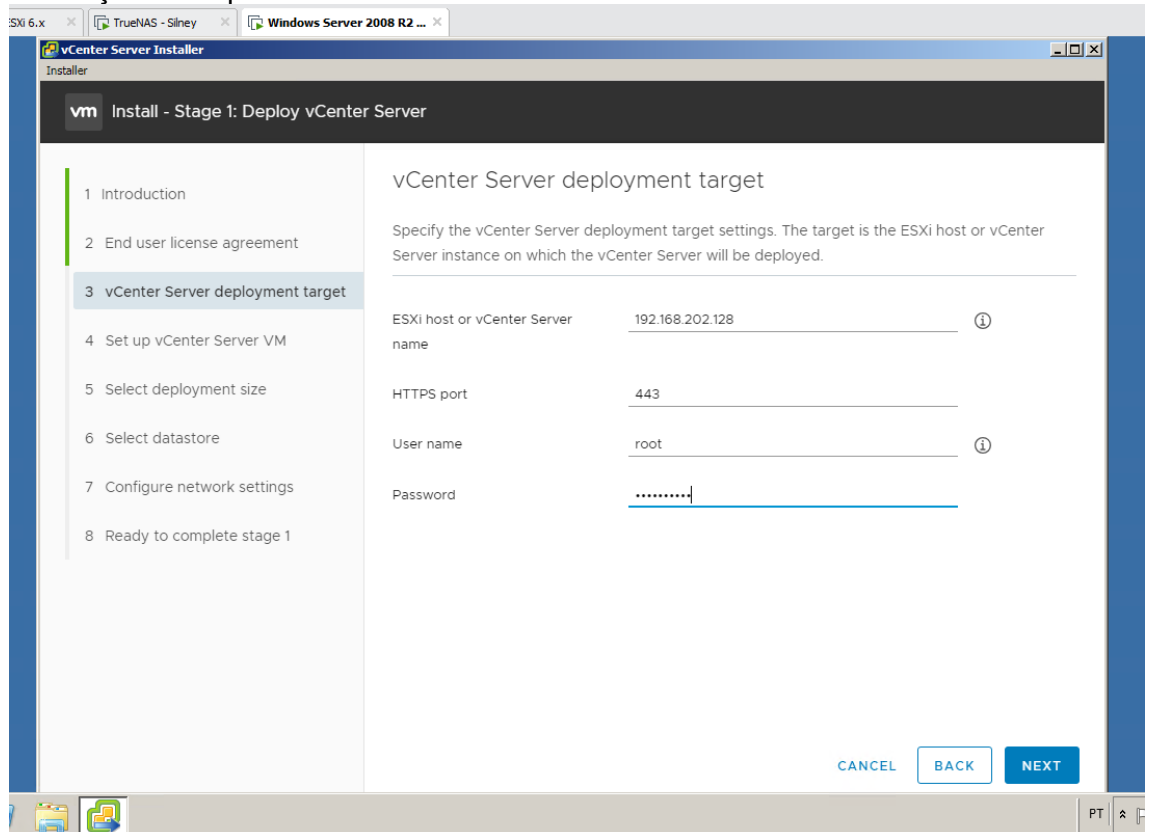 SXi 6.x
TrueNAS - Silney
Windows Server 2008 R2 ...
vCenter Server Installer
Installer
vm Install - Stage 1: Deploy vCenter Server
1 Introduction
2 End user license agreement
3 vCenter Server deployment target
4 Set up vCenter Server VM
5 Select deployment size
6 Select datastore
7 Configure network settings
8 Ready to complete stage 1
vCenter Server deployment target
Specify the vCenter Server deployment target settings. The target is the ESXi host or vCenter
Server instance on which the vCenter Server will be deployed.
ESXi host or vCenter Server
name
192.168.202.128
HTTPS port
443
User name
root
Password
••••••••••
CANCEL
BACK
NEXT
PT